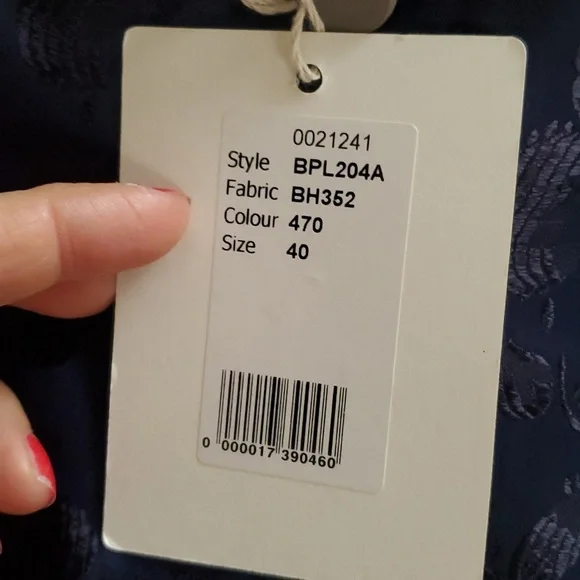 0021241
Style BPL204A
Fabric BH352
Colour 470
Size 40
0 000017 390460